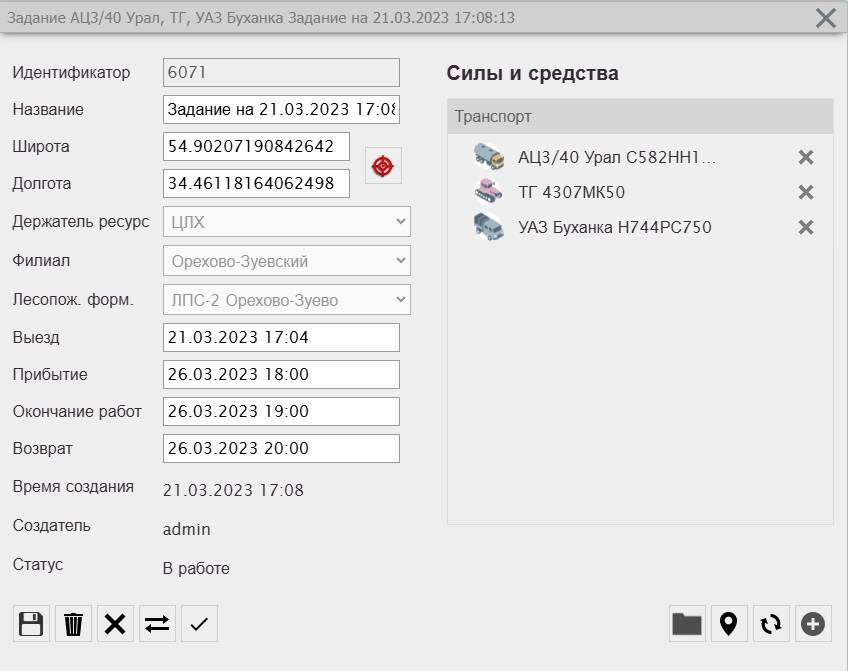 Задание АЦ3/40 Урал, ТГ, УАЗ Буханка Задание на 21.03.2023 17:08:13
Идентификатор 6071
Название Задание на 21.03.2023 17:08
Широта 54.90207190842642
Долгота 34.46118164062498
Держатель ресурс ЦЛХ
Филиал Орехово-Зуевский
Лесопож. форм. ЛПС-2 Орехово-Зуево
Выезд 21.03.2023 17:04
Прибытие 26.03.2023 18:00
Окончание работ 26.03.2023 19:00
Возврат 26.03.2023 20:00
Время создания 21.03.2023 17:08
Создатель admin
Статус В работе
Силы и средства
Транспорт
АЦ3/40 Урал С582НН1...
ТГ 4307МК50
УАЗ Буханка Н744РС750